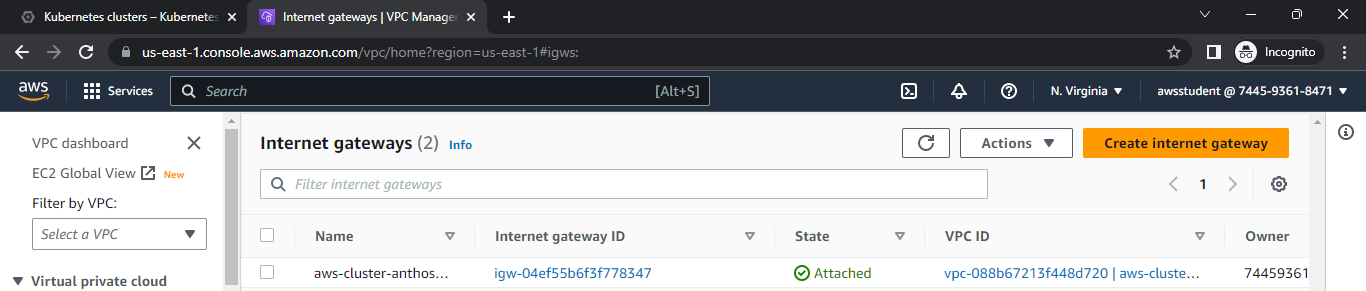 Kubernetes clusters – Kubernetes
Internet gateways | VPC Manager
us-east-1.console.aws.amazon.com/vpc/home?region=us-east-1#igws:
Incognito
aws
Services
Search
[Alt+S]
N. Virginia
awsstudent @ 7445-9361-8471
VPC dashboard
EC2 Global View
New
Filter by VPC:
Select a VPC
Virtual private cloud
Internet gateways (2) Info
Actions
Create internet gateway
Filter internet gateways
1
Name Internet gateway ID State VPC ID Owner
aws-cluster-anthos... igw-04ef55b6f3f778347 Attached vpc-088b67213f448d720 | aws-cluste... 74459361